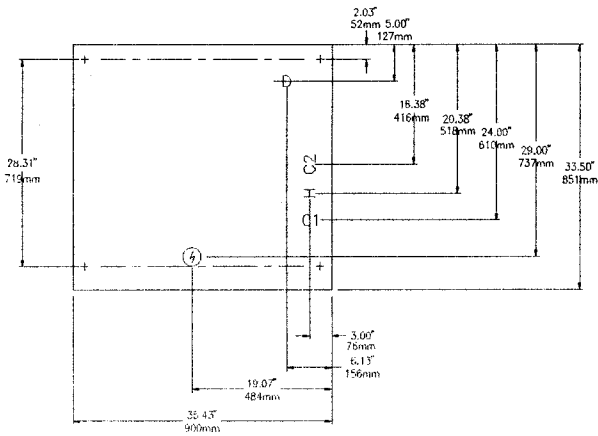 2.03"
52mm 5.00"
127mm
D
16.38"
416mm
20.38"
518mm
24.00"
610mm
28.31"
719mm
C2
29.00"
737mm
33.50"
851mm
H
C1
3.00"
76mm
6.13"
156mm
19.07"
484mm
35.43"
900mm